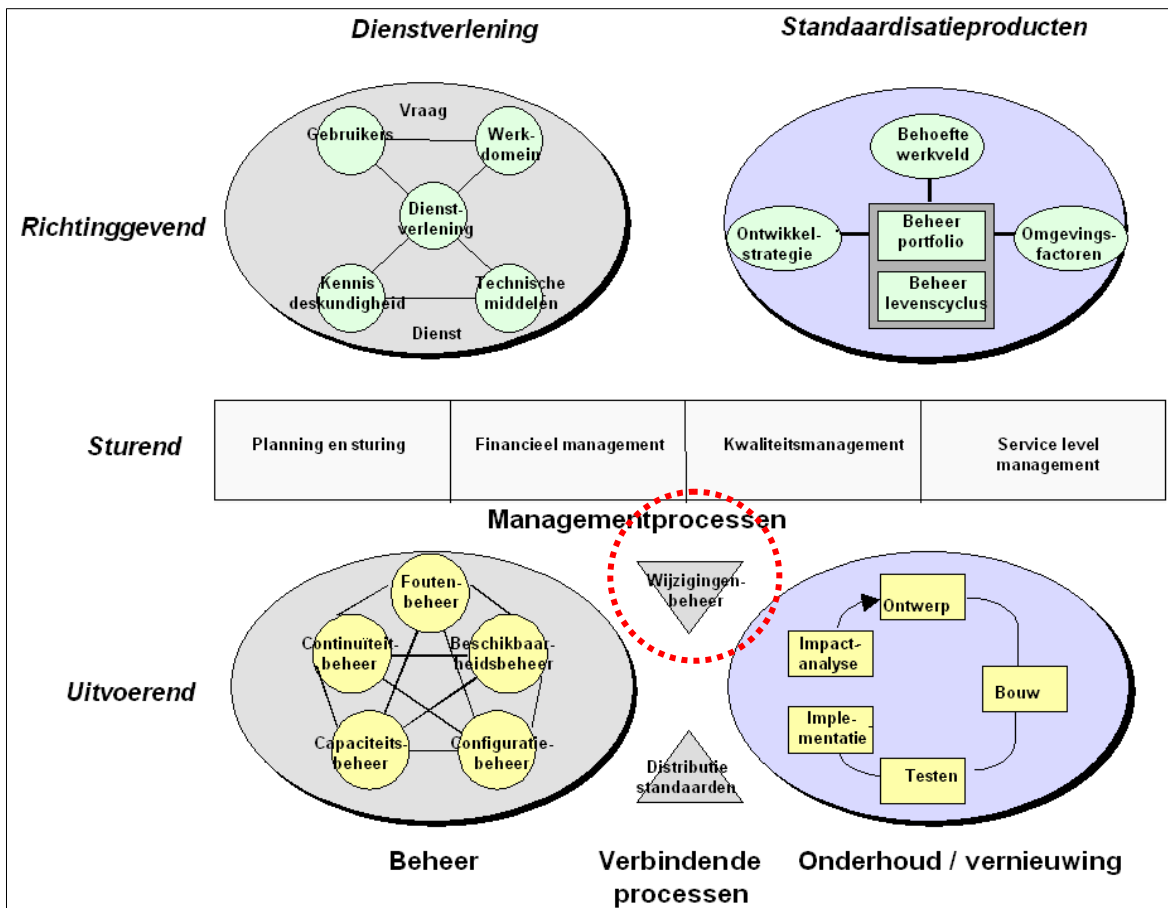 Dienstverlening
Standaardisatieproducten
Richtinggevend
Vraag
Gebruikers
Werk-
domein
Dienst-
verlening
Kennis
deskundigheid
Technische
middelen
Dienst
Behoefte
werkveld
Ontwikkel-
strategie
Beheer
portfolio
Omgevings-
factoren
Beheer
levenscyclus
Sturend
Planning en sturing
Financieel management
Kwaliteitsmanagement
Service level
management
Managementprocessen
Uitvoerend
Fouten-
beheer
Continuïteit-
beheer
Beschikbaar-
heidsbeheer
Capaciteits-
beheer
Configuratie-
beheer
Wijzigingen-
beheer
Distributie
standaarden
Ontwerp
Impact-
analyse
Bouw
Imple-
mentatie
Testen
Beheer
Verbindende
processen
Onderhoud / vernieuwing